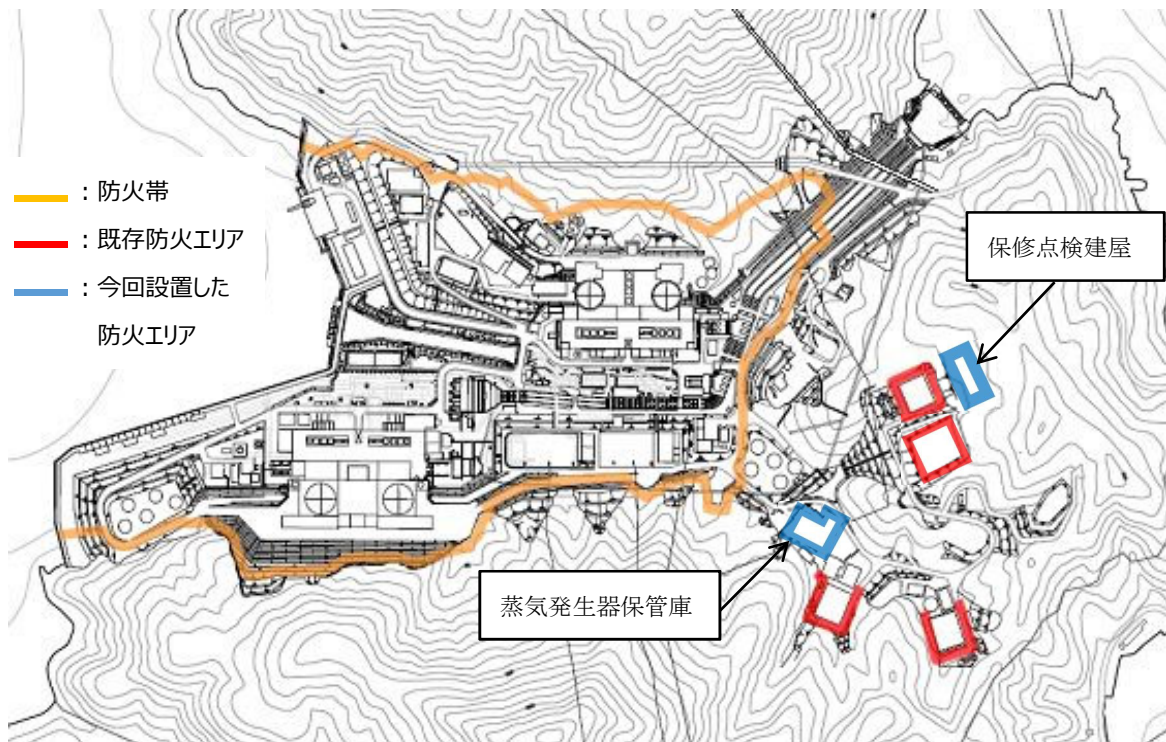 ：防火帯
：既存防火エリア
：今回設置した
防火エリア
保修点検建屋
蒸気発生器保管庫